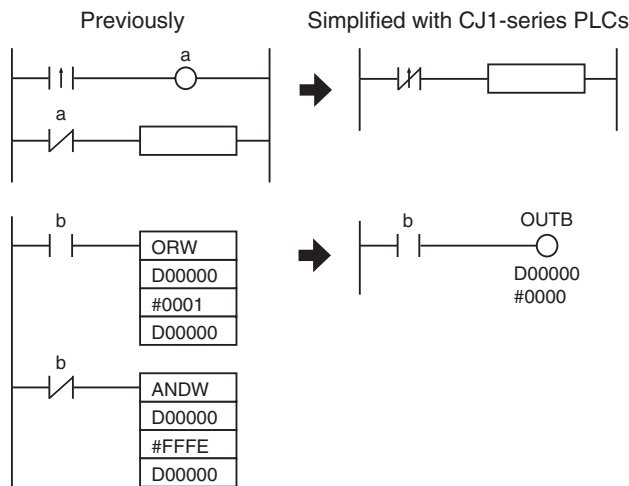 Previously
Simplified with CJ1-series PLCs
a
a
b
ORW
D00000
#0001
D00000
b
OUTB
D00000
#0000
b
ANDW
D00000
#FFFE
D00000